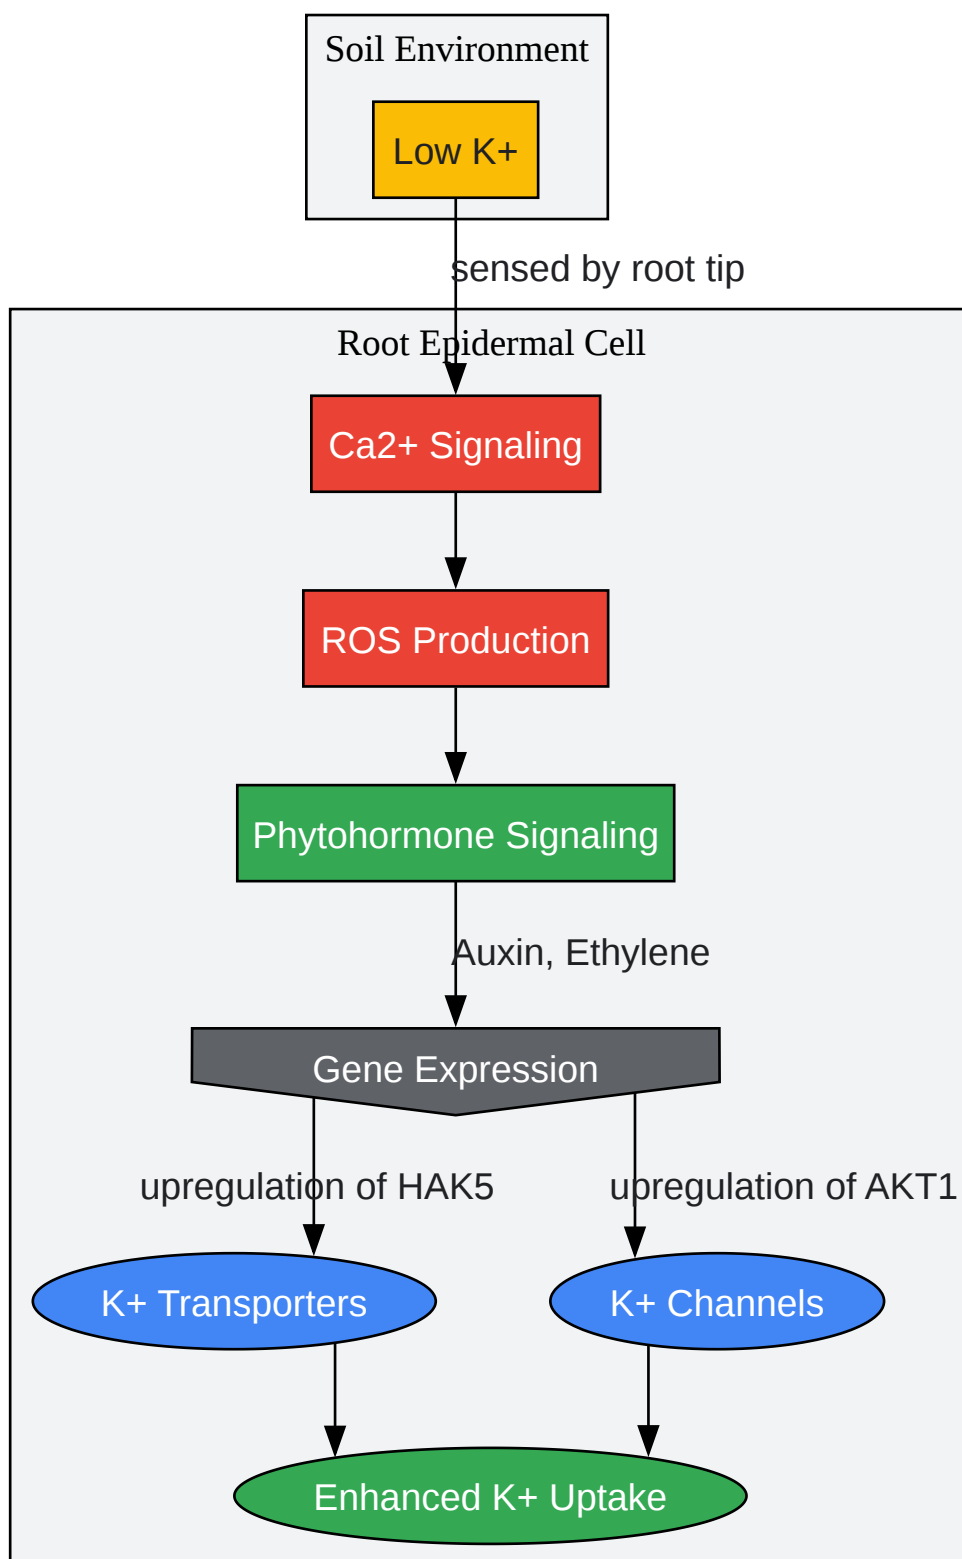 Soil Environment
Low K+
sensed by root tip
Root Epidermal Cell
Ca2+ Signaling
ROS Production
Phytohormone Signaling
Auxin, Ethylene
Gene Expression
upregulation of HAK5
upregulation of AKT1
K+ Transporters
K+ Channels
Enhanced K+ Uptake